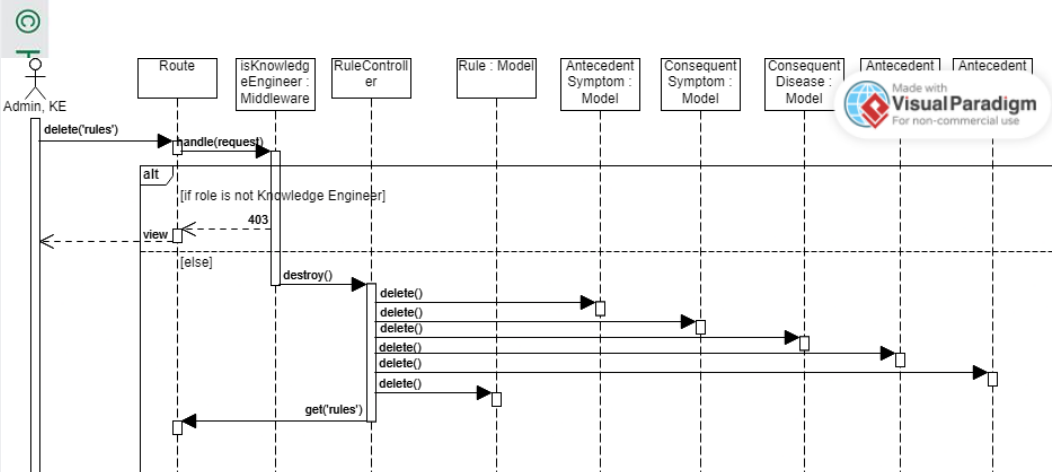 ©
Admin, KE
Route
isKnowledg
eEngineer :
Middleware
RuleControll
er
Rule : Model
Antecedent
Symptom :
Model
Consequent
Symptom :
Model
Consequent
Disease :
Model
Antecedent
Antecedent
Made with
Visual Paradigm
For non-commercial use
delete('rules')
handle(request)
alt
[if role is not Knowledge Engineer]
403
view
[else]
destroy()
delete()
delete()
delete()
delete()
delete()
delete()
get('rules')